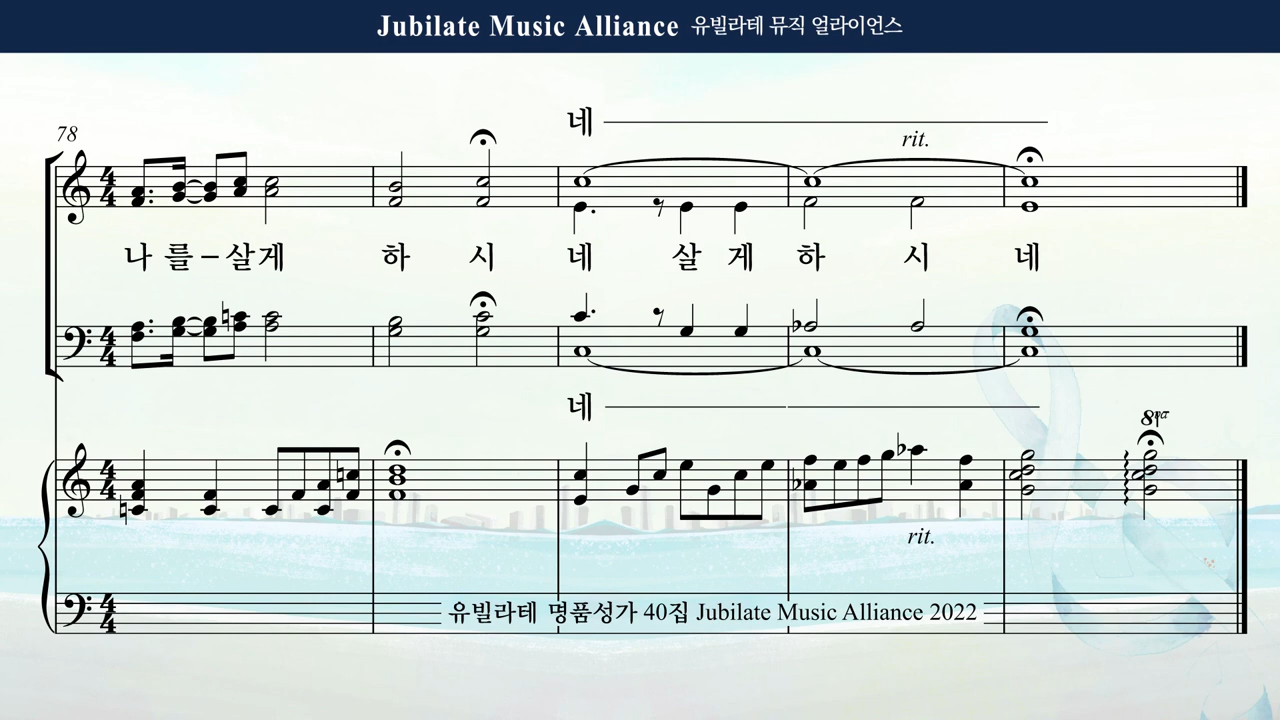 Jubilate Music Alliance 유빌라테 뮤직 얼라이언스
78
네
rit.
나 를 – 살게 하 시 네 살 게 하 시 네
네
8va
rit.
유빌라테 명품성가 40집 Jubilate Music Alliance 2022